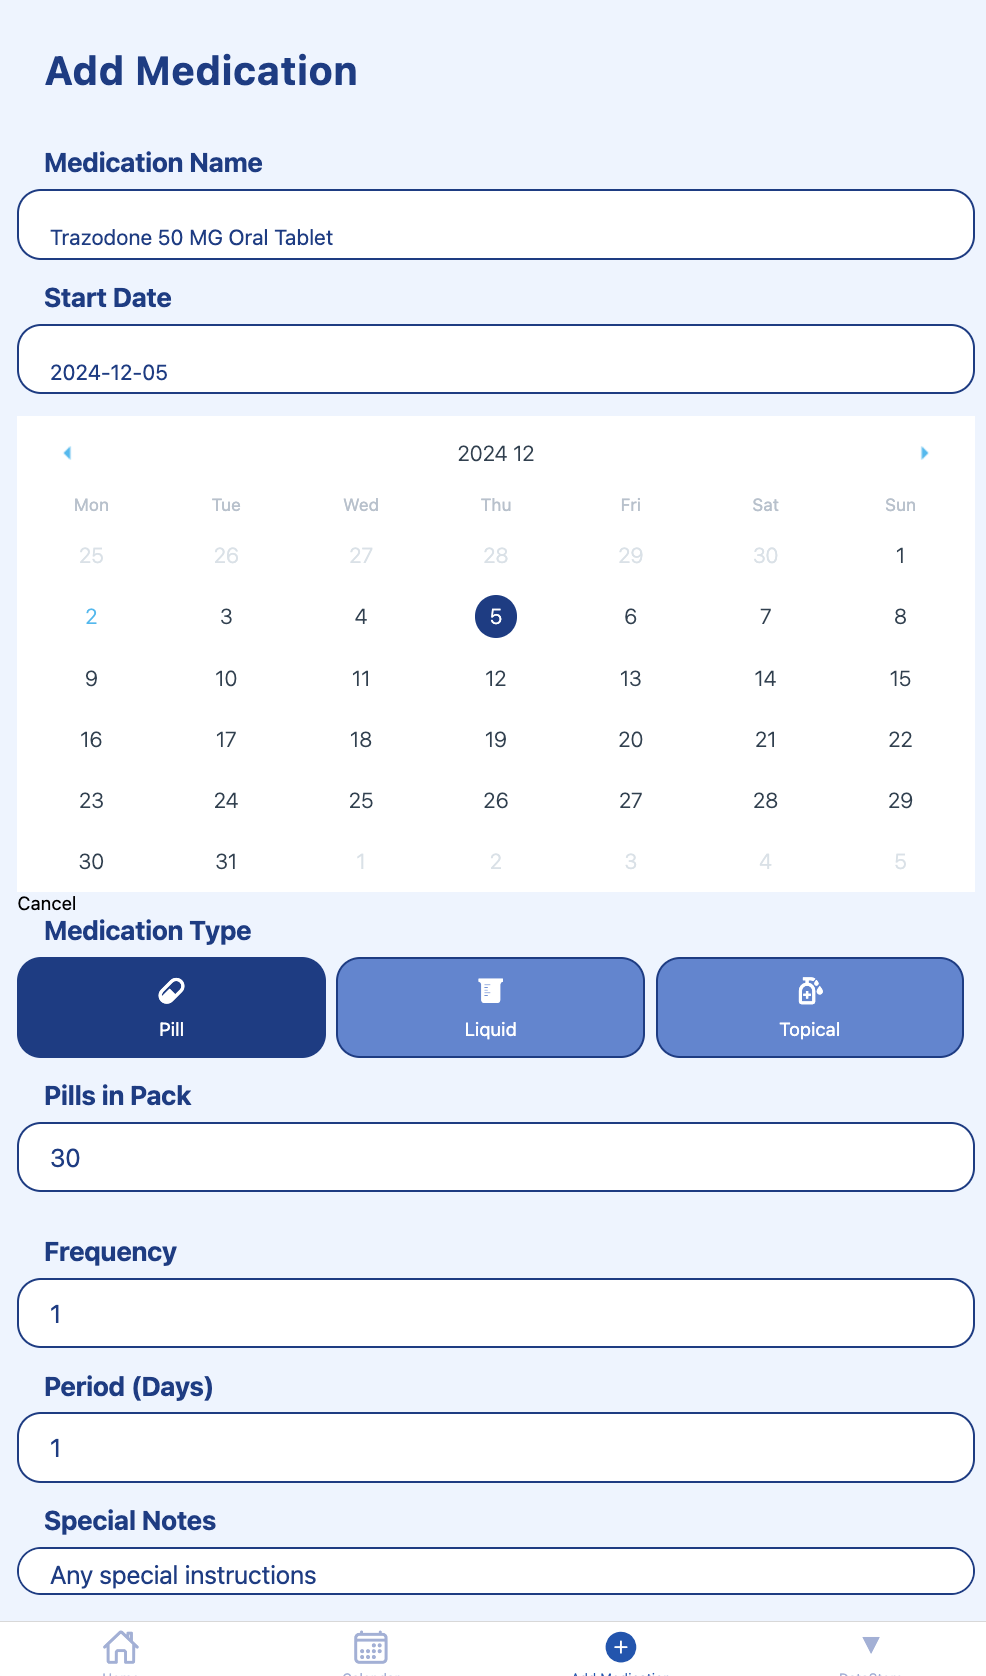 Add Medication
Medication Name
Trazodone 50 MG Oral Tablet
Start Date
2024-12-05
2024 12
Mon Tue Wed Thu Fri Sat Sun
25 26 27 28 29 30 1
2 3 4 5 6 7 8
9 10 11 12 13 14 15
16 17 18 19 20 21 22
23 24 25 26 27 28 29
30 31 1 2 3 4 5
Cancel
Medication Type
Pill Liquid Topical
Pills in Pack
30
Frequency
1
Period (Days)
1
Special Notes
Any special instructions